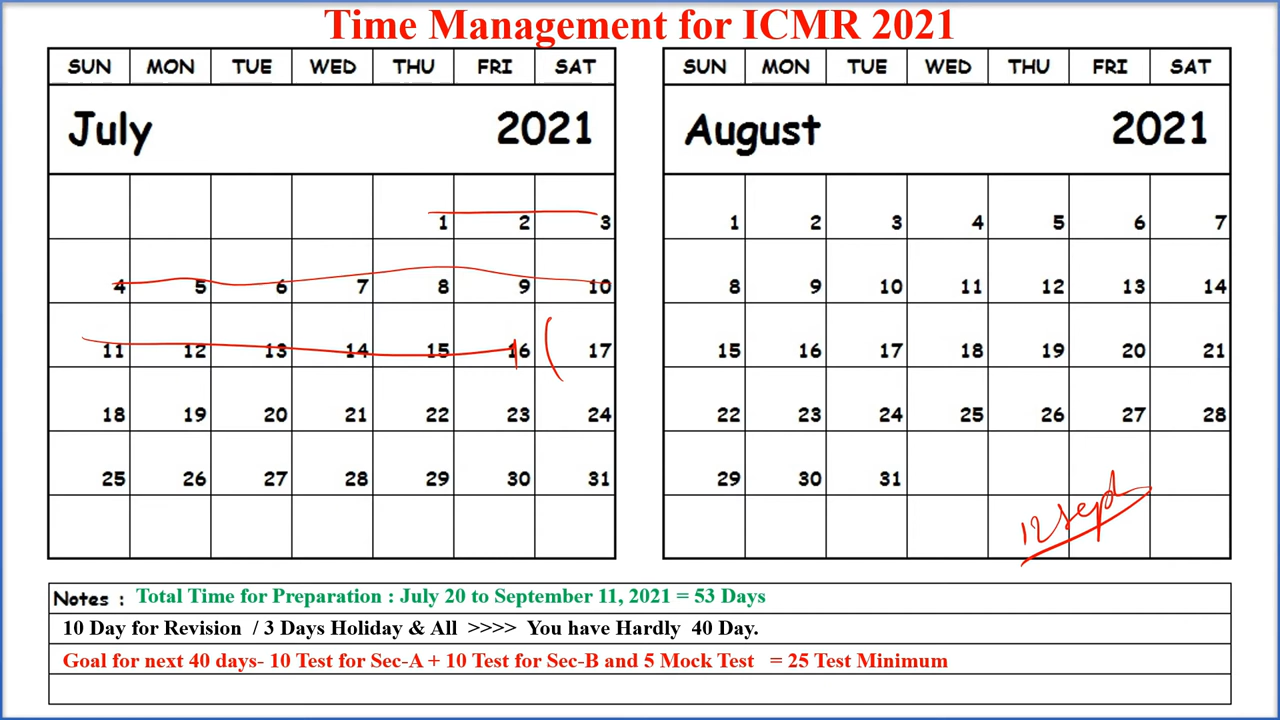 Time Management for ICMR 2021
SUN MON TUE WED THU FRI SAT
July 2021
1 2 3
4 5 6 7 8 9 10
11 12 13 14 15 16 17
18 19 20 21 22 23 24
25 26 27 28 29 30 31
SUN MON TUE WED THU FRI SAT
August 2021
1 2 3 4 5 6 7
8 9 10 11 12 13 14
15 16 17 18 19 20 21
22 23 24 25 26 27 28
29 30 31
12 Sept
Notes : Total Time for Preparation : July 20 to September 11, 2021 = 53 Days
10 Day for Revision / 3 Days Holiday & All >>>> You have Hardly 40 Day.
Goal for next 40 days- 10 Test for Sec-A + 10 Test for Sec-B and 5 Mock Test = 25 Test Minimum